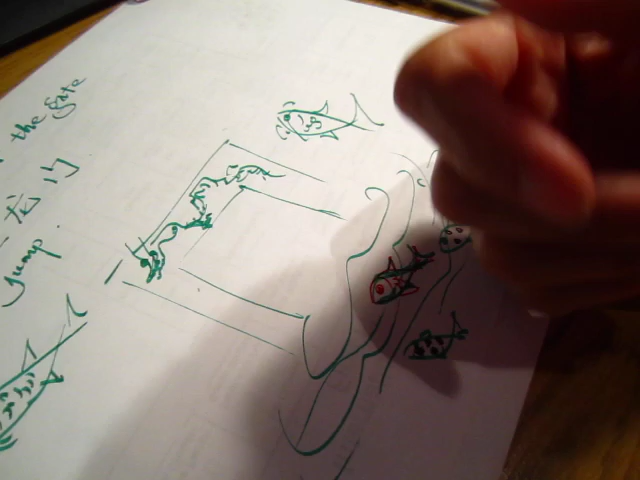 the gate
龙门
Jump.